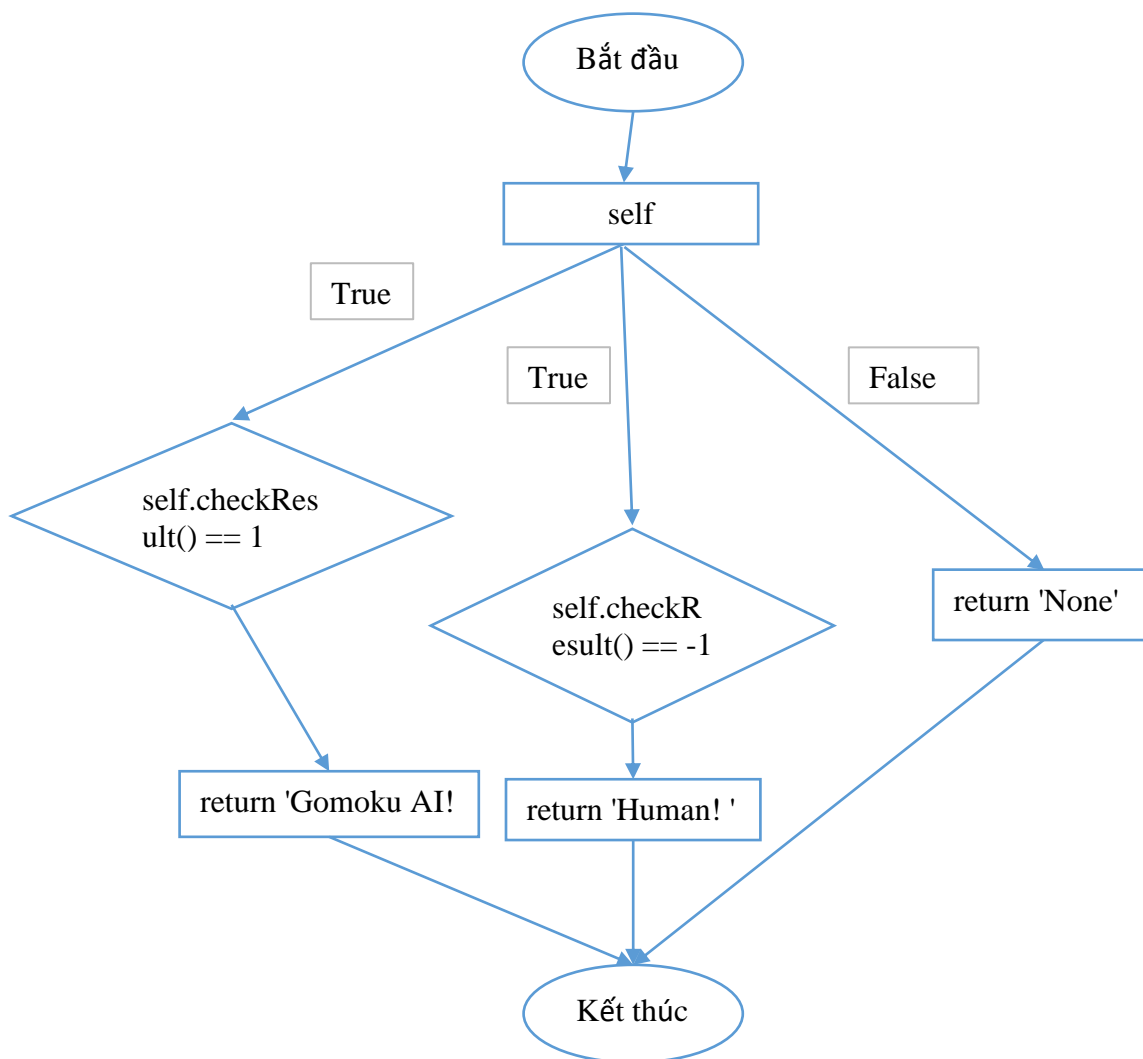 Bắt đầu
self
True
True
False
self.checkRes
ult() == 1
self.checkR
esult() == -1
return 'None'
return 'Gomoku AI!
return 'Human! '
Kết thúc